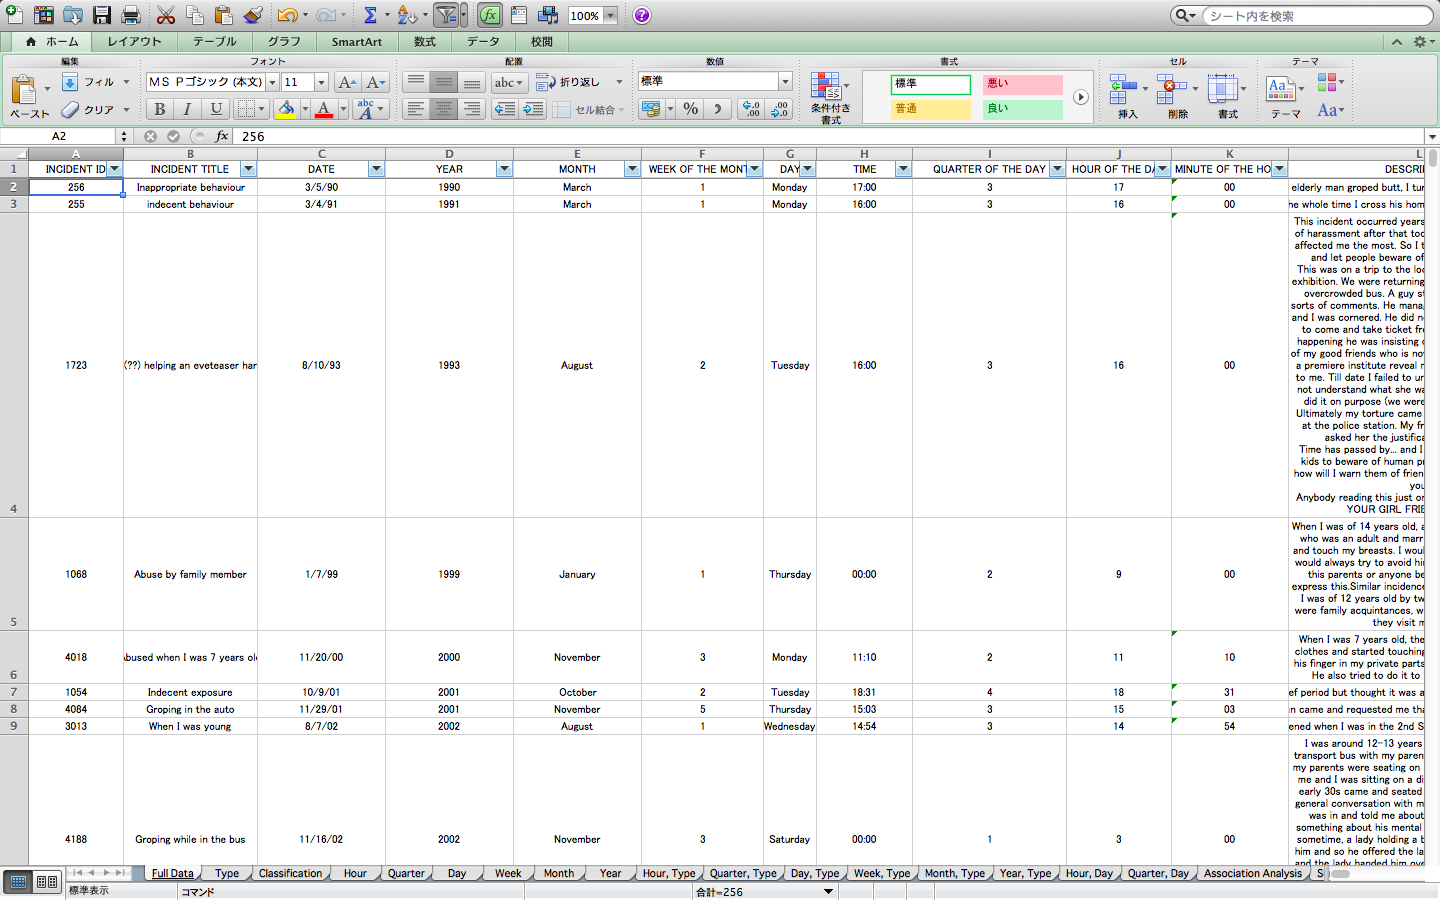 100%
シート内を検索
ホーム レイアウト テーブル グラフ SmartArt 数式 データ 校閲
編集 フォント 配置 数値 書式 セル テーマ
ペースト フィル クリア
ＭＳ Ｐゴシック (本文) 11
B I U
abc 折り返し
セル結合
標準
%
条件付き書式
標準 悪い
普通 良い
挿入 削除 書式 テーマ Aa
A2 fx 256
A B C D E F G H I J K L
1 INCIDENT ID INCIDENT TITLE DATE YEAR MONTH WEEK OF THE MONT DAY TIME QUARTER OF THE DAY HOUR OF THE DA MINUTE OF THE HO DESCRI
2 256 Inappropriate behaviour 3/5/90 1990 March 1 Monday 17:00 3 17 00 elderly man groped butt, I tur
3 255 indecent behaviour 3/4/91 1991 March 1 Monday 16:00 3 16 00 he whole time I cross his hom
This incident occurred years
of harassment after that too
affected me the most. So I t
and let people beware of
This was on a trip to the loc
exhibition. We were returning
overcrowded bus. A guy st
sorts of comments. He mana
and I was cornered. He did n
to come and take ticket fr
happening he was insisting
of my good friends who is no
a premiere institute reveal
to me. Till date I failed to ur
not understand what she wa
did it on purpose (we were
Ultimately my torture came
at the police station. My fr
asked her the justifica
Time has passed by... and I
kids to beware of human pr
how will I warn them of frien
you
Anybody reading this just or
YOUR GIRL FRIE
4 1723 (??) helping an eveteaser har 8/10/93 1993 August 2 Tuesday 16:00 3 16 00
When I was of 14 years old, a
who was an adult and marr
and touch my breasts. I wou
would always try to avoid hi
this parents or anyone be
express this.Similar incidence
I was of 12 years old by tw
were family acquintances, w
they visit m
5 1068 Abuse by family member 1/7/99 1999 January 1 Thursday 00:00 2 9 00
When I was 7 years old, the
clothes and started touching
his finger in my private parts
He also tried to do it to
6 4018 bused when I was 7 years ol 11/20/00 2000 November 3 Monday 11:10 2 11 10
7 1054 Indecent exposure 10/9/01 2001 October 2 Tuesday 18:31 4 18 31 ef period but thought it was a
8 4084 Groping in the auto 11/29/01 2001 November 5 Thursday 15:03 3 15 03 n came and requested me tha
9 3013 When I was young 8/7/02 2002 August 1 Wednesday 14:54 3 14 54 ened when I was in the 2nd S
I was around 12-13 years
transport bus with my paren
my parents were seating on
me and I was sitting on a di
early 30s came and seated
general conversation with m
was in and told me about
something about his mental
sometime, a lady holding a b
him and so he offered the la
and the lady handed him ove
4188 Groping while in the bus 11/16/02 2002 November 3 Saturday 00:00 1 3 00
Full Data Type Classification Hour Quarter Day Week Month Year Hour, Type Quarter, Type Day, Type Week, Type Month, Type Year, Type Hour, Day Quarter, Day Association Analysis S
標準表示 コマンド 合計=256